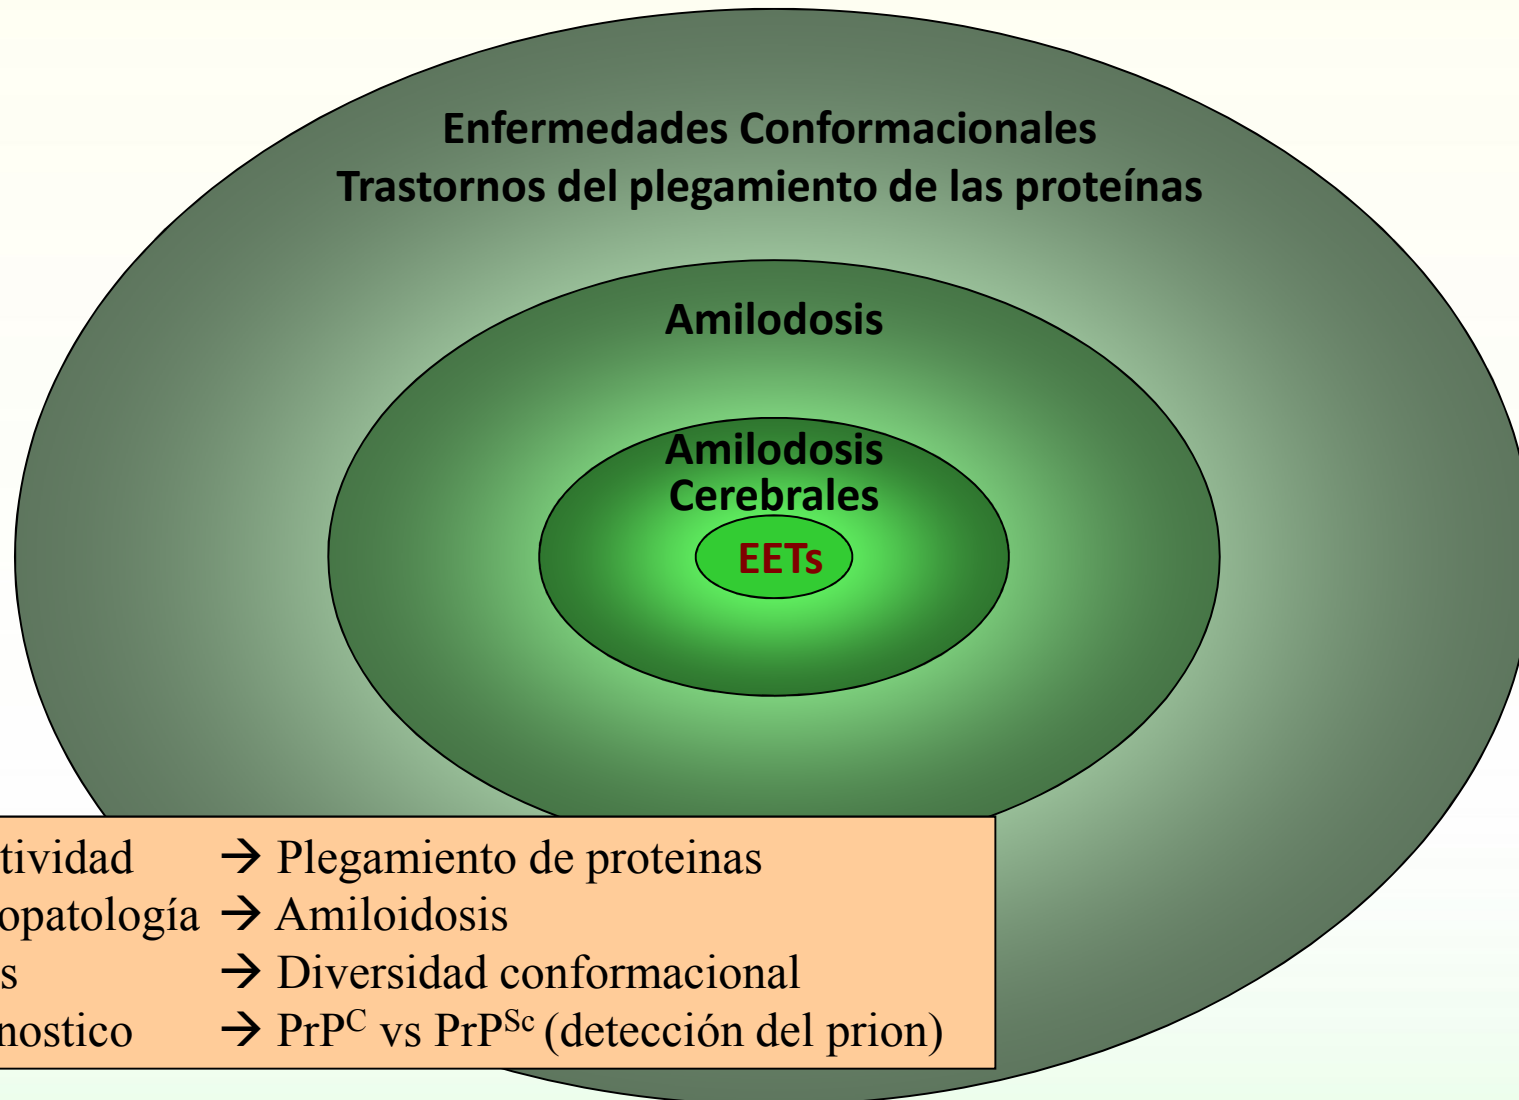 Enfermedades Conformacionales
Trastornos del plegamiento de las proteínas
Amilodosis
Amilodosis
Cerebrales
EETs
tividad → Plegamiento de proteinas
opatología → Amiloidosis
s → Diversidad conformacional
nostico → PrPC vs PrPSc (detección del prion)